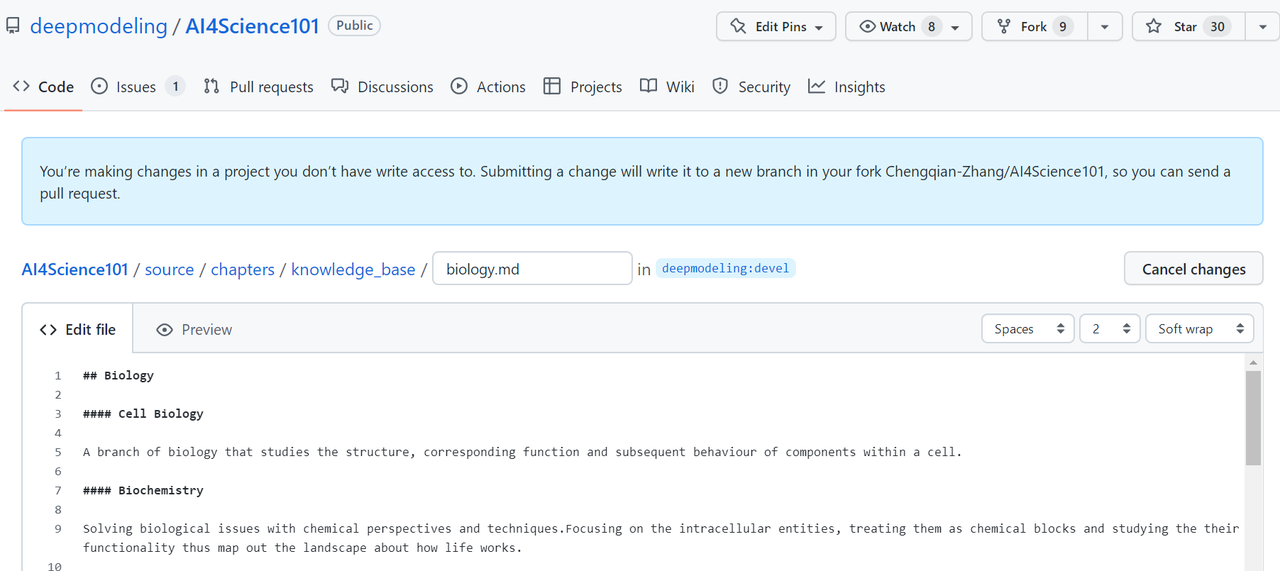 deepmodeling / AI4Science101 Public Edit Pins Watch 8 Fork 9 Star 30
Code Issues 1 Pull requests Discussions Actions Projects Wiki Security Insights
You're making changes in a project you don't have write access to. Submitting a change will write it to a new branch in your fork Chengqian-Zhang/AI4Science101, so you can send a
pull request.
AI4Science101 / source / chapters / knowledge_base / biology.md in deepmodeling:devel Cancel changes
<> Edit file Preview Spaces 2 Soft wrap
1 ## Biology
2
3 #### Cell Biology
4
5 A branch of biology that studies the structure, corresponding function and subsequent behaviour of components within a cell.
6
7 #### Biochemistry
8
9 Solving biological issues with chemical perspectives and techniques.Focusing on the intracellular entities, treating them as chemical blocks and studying the their
functionality thus map out the landscape about how life works.
10